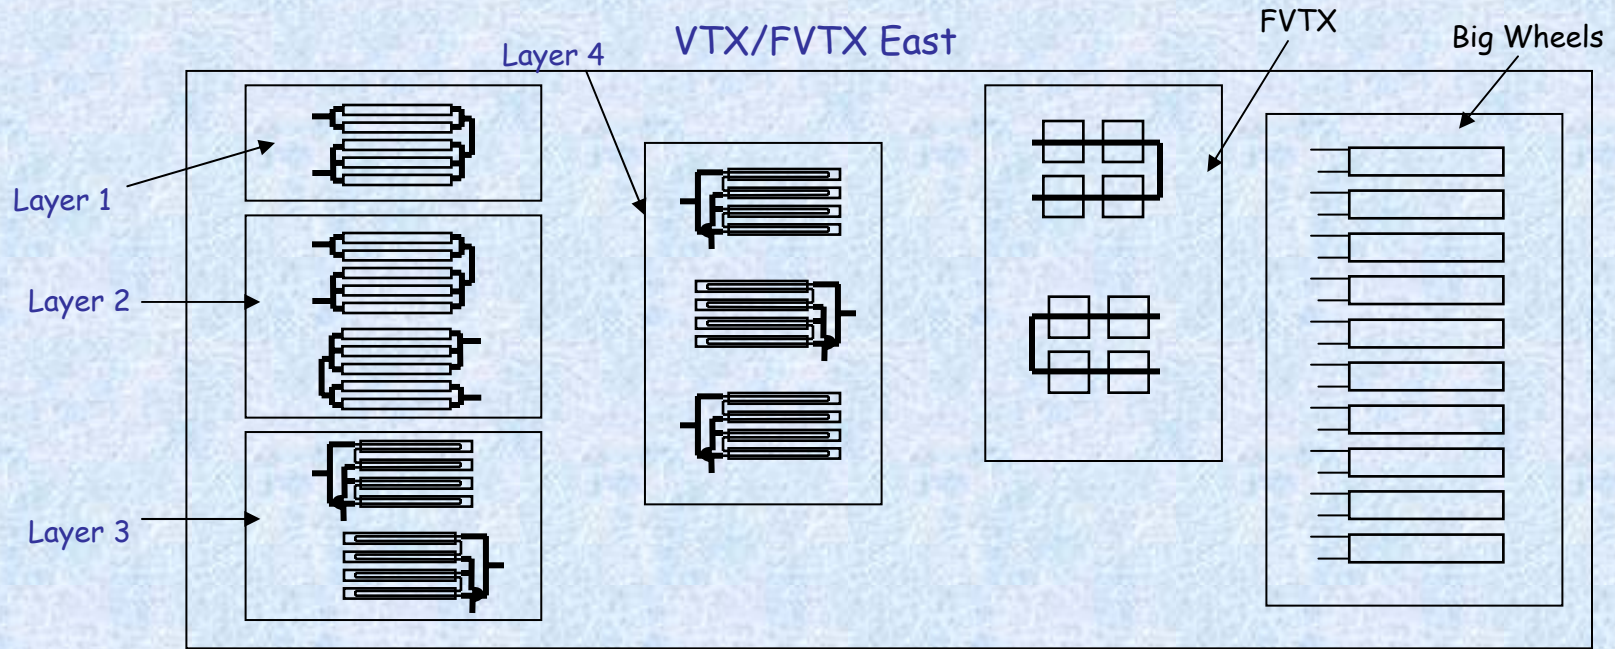 VTX/FVTX East
FVTX
Big Wheels
Layer 4
Layer 1
Layer 2
Layer 3